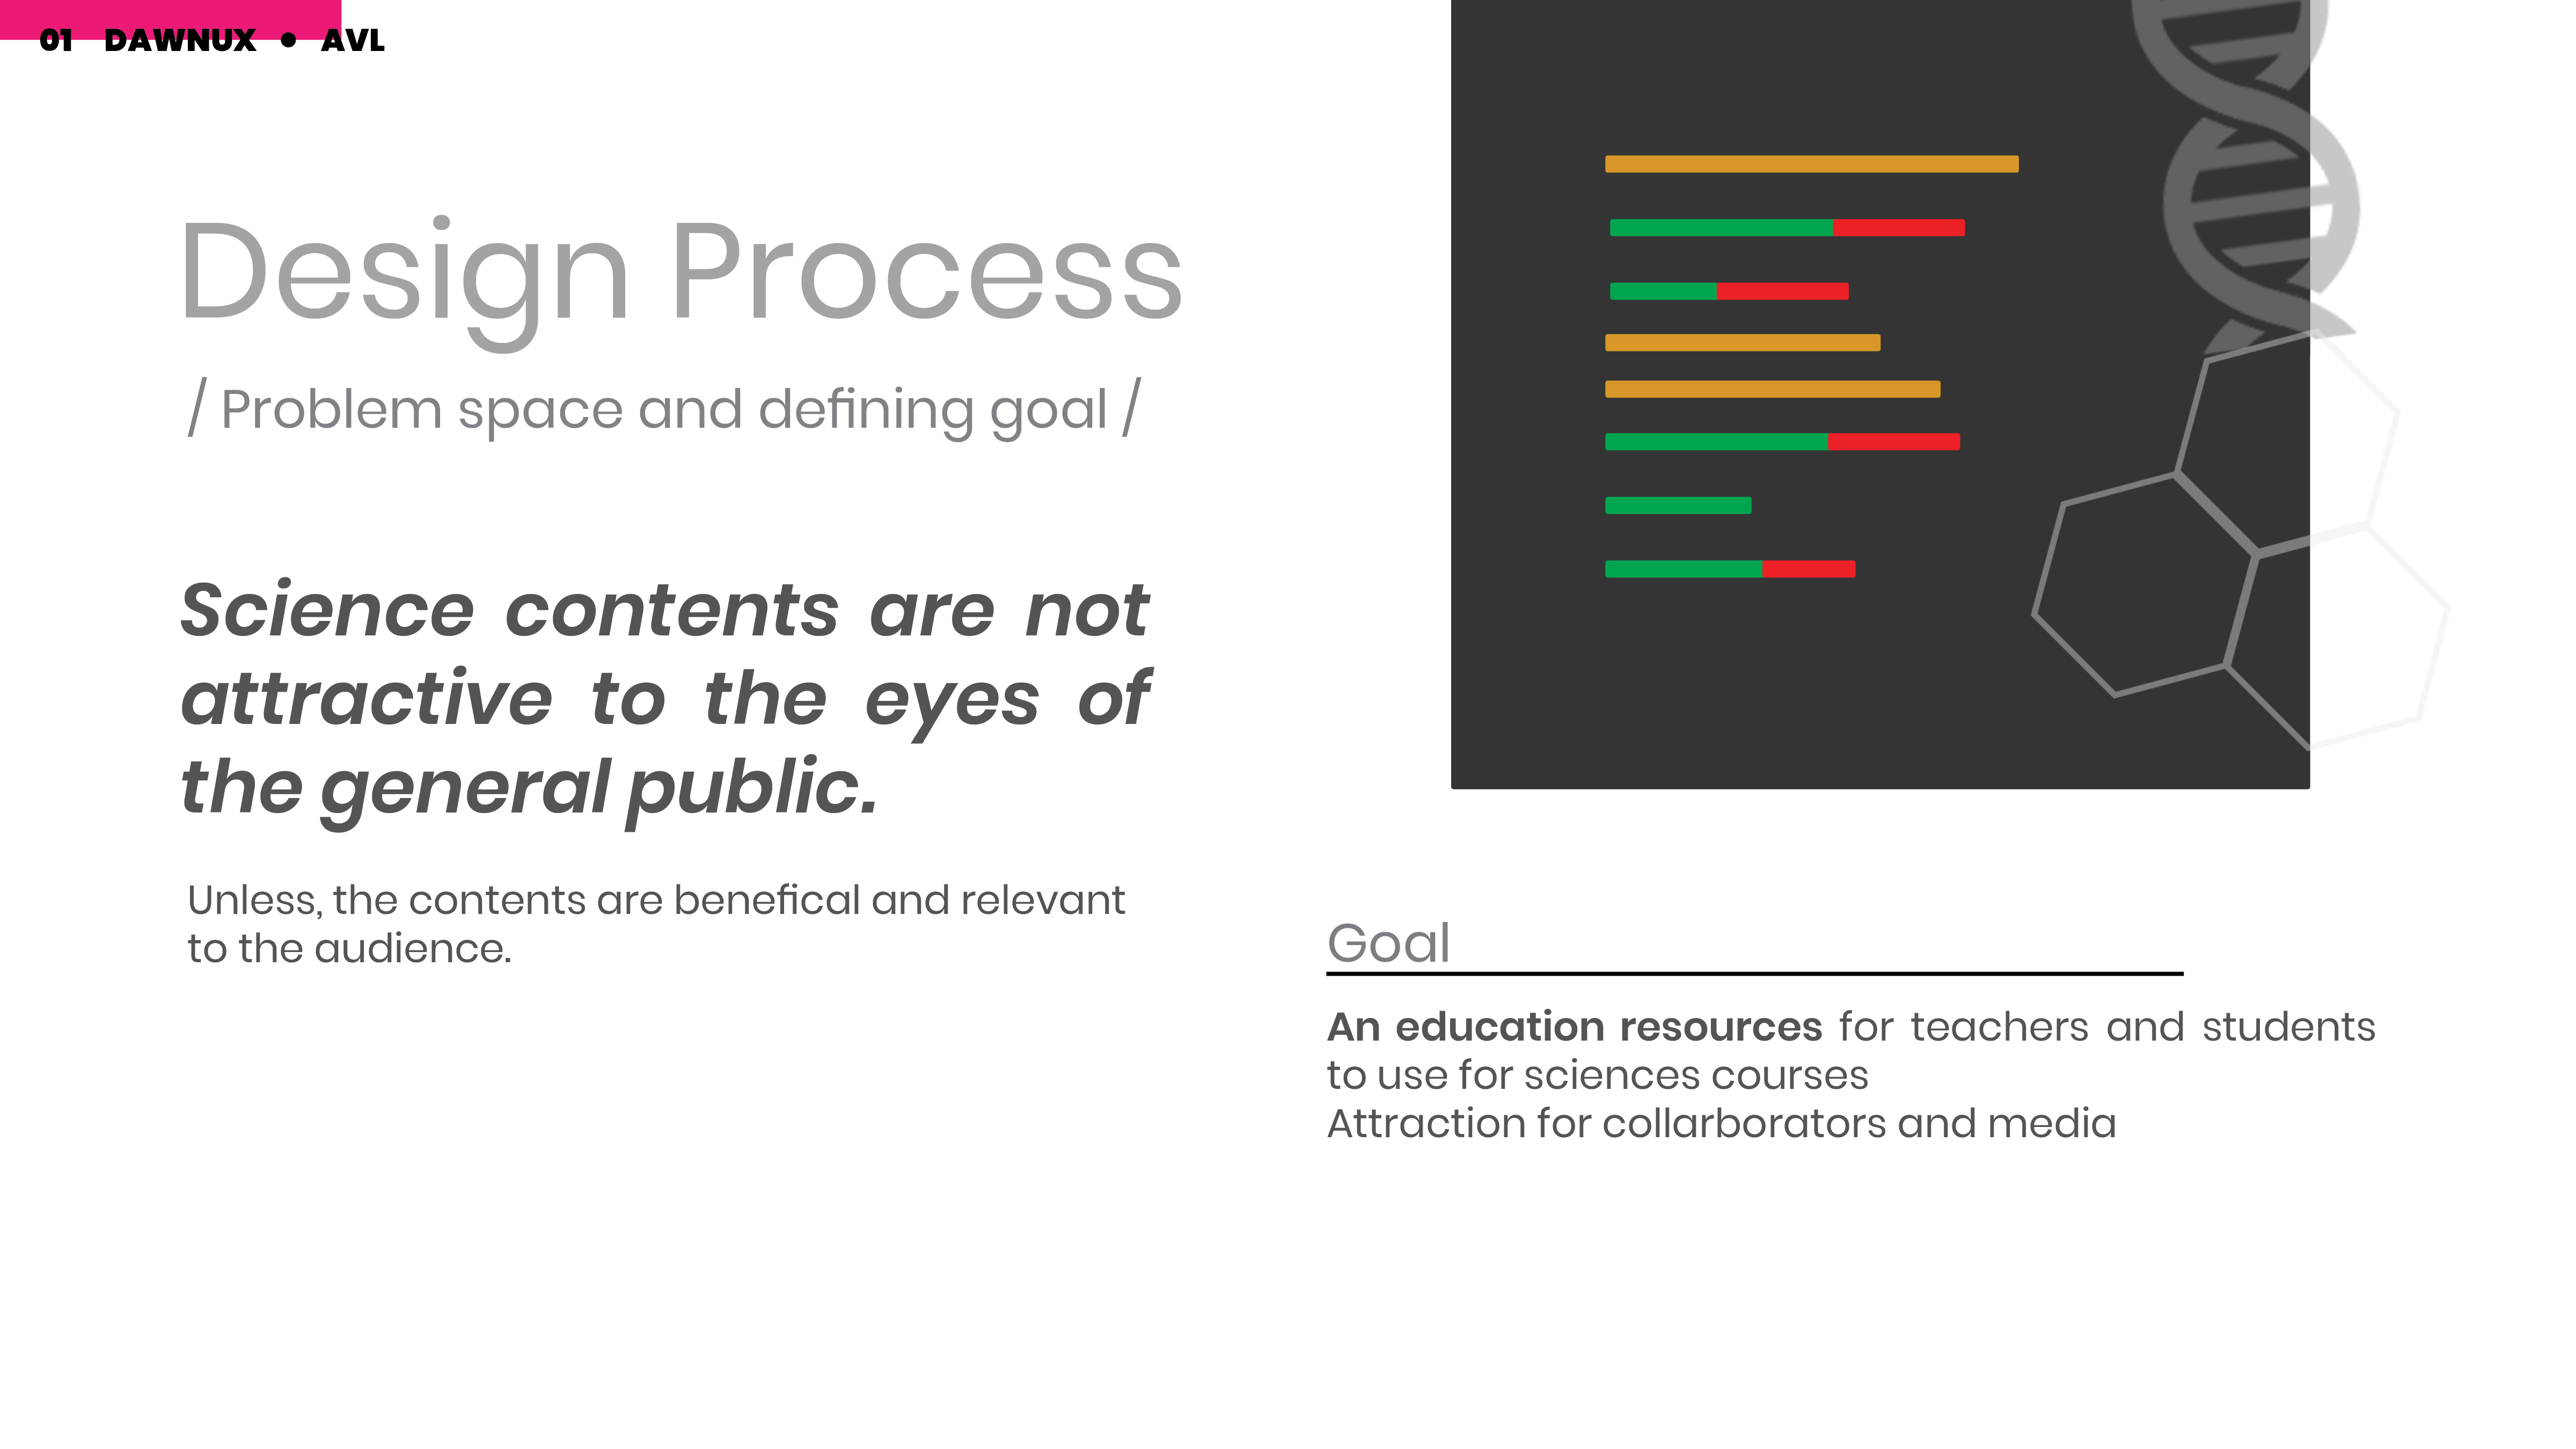 01 DAWNUX ● AVL
Design Process
/ Problem space and defining goal /
Science contents are not
attractive to the eyes of
the general public.
Unless, the contents are benefical and relevant
to the audience.
Goal
An education resources for teachers and students
to use for sciences courses
Attraction for collarborators and media